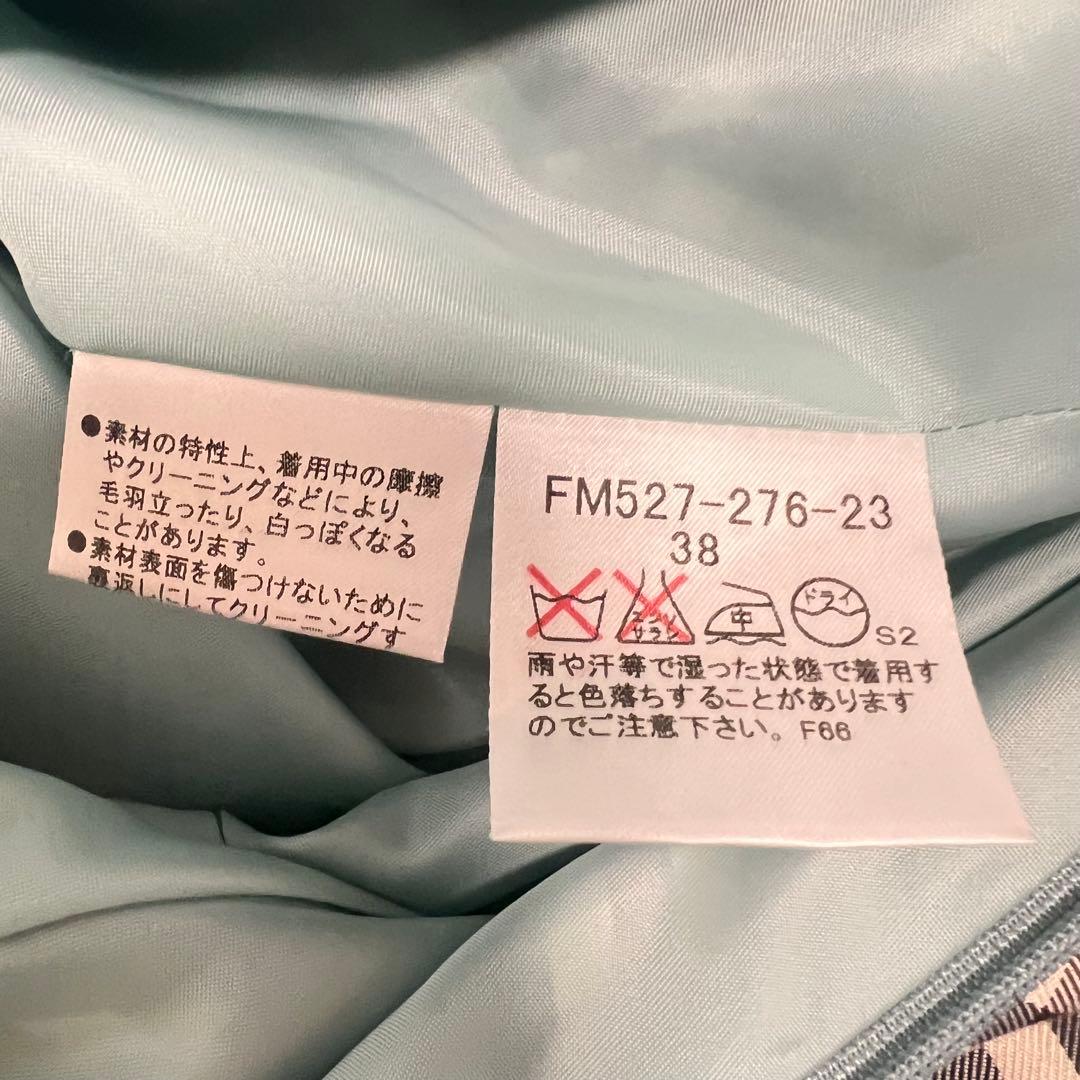 ●素材の特性上、着用中の摩擦
やクリーニングなどにより、
毛羽立ったり、白っぽくなる
ことがあります。
●素材表面を傷つけないために
裏返しにしてクリーニングす
FM527-276-23
38
エンソ
サラシ
中
ドライ
S2
雨や汗等で湿った状態で着用す
ると色落ちすることがあります
のでご注意下さい。F66